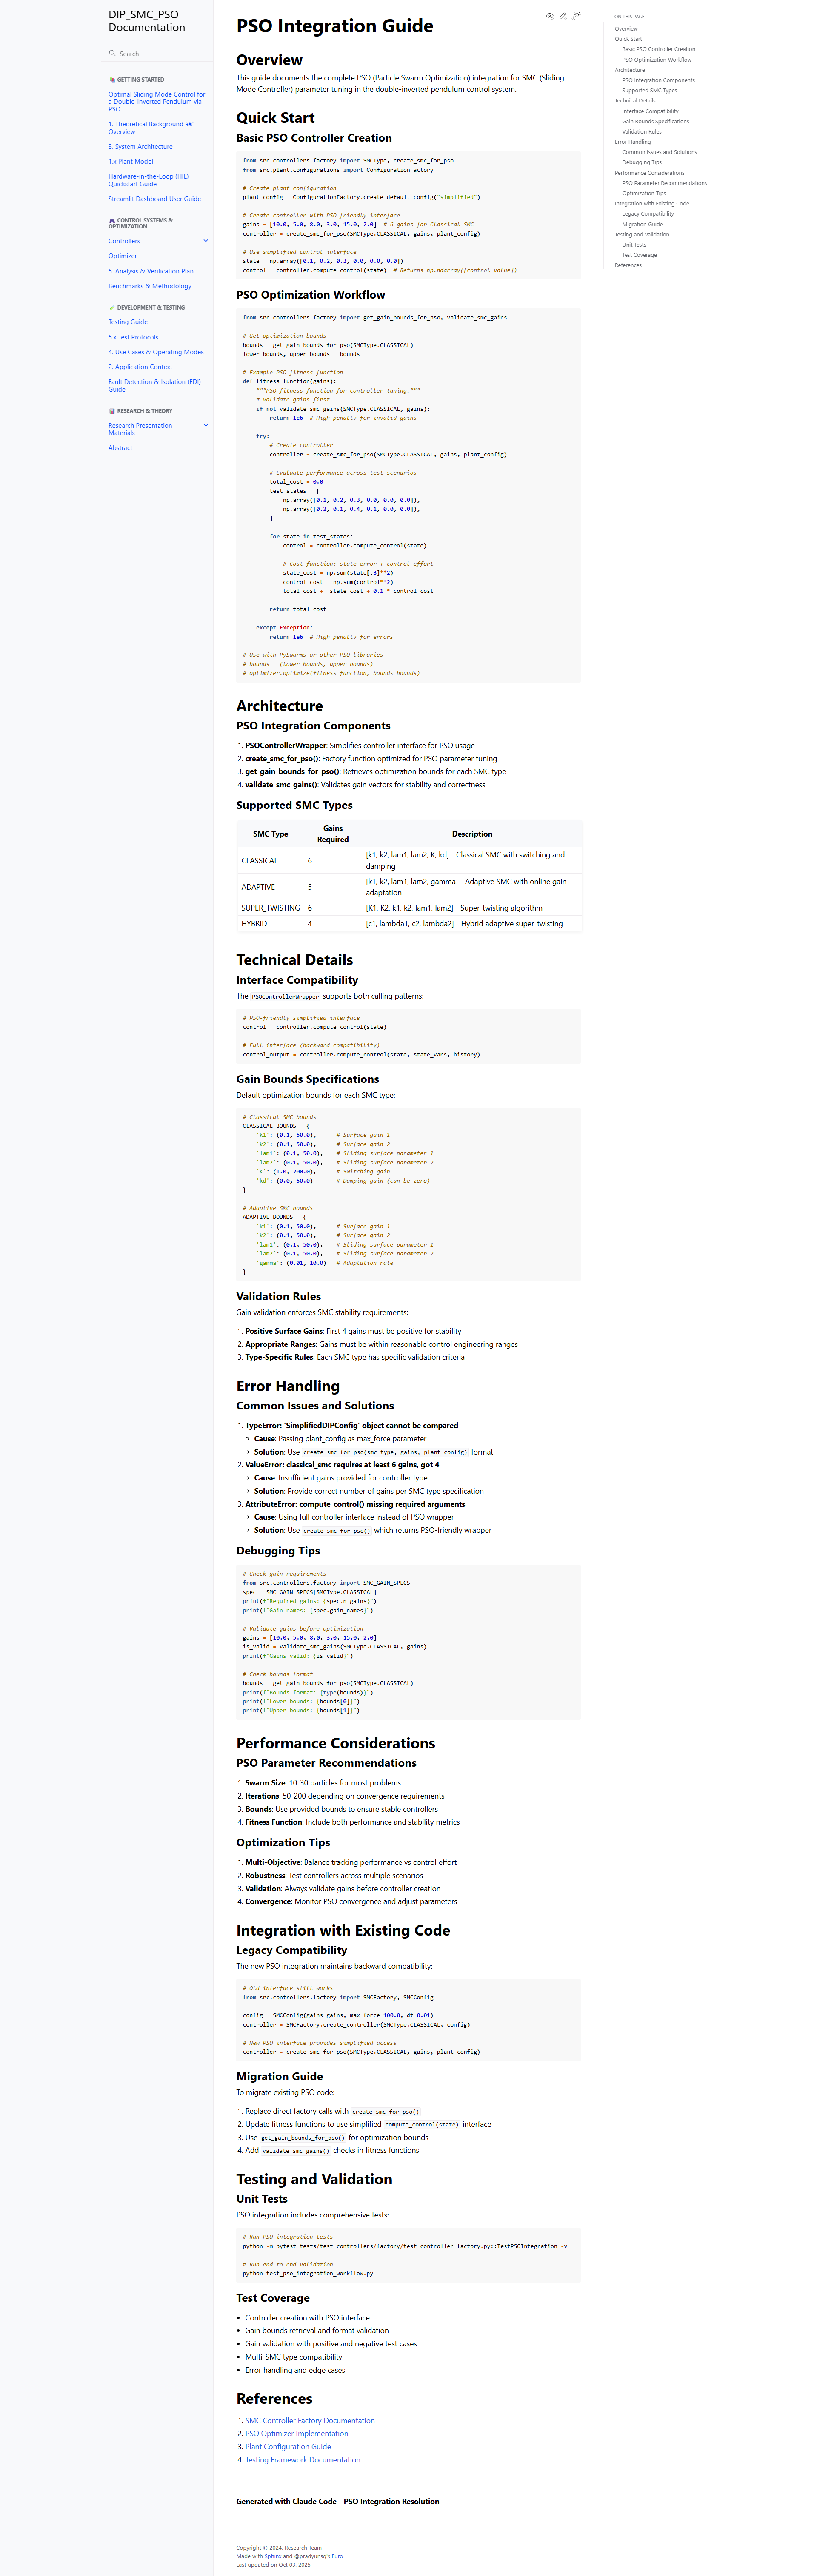 DIP_SMC_PSO
Documentation
Search
GETTING STARTED
Optimal Sliding Mode Control for
a Double-Inverted Pendulum via
PSO
1. Theoretical Background â€“
Overview
3. System Architecture
1.x Plant Model
Hardware-in-the-Loop (HIL)
Quickstart Guide
Streamlit Dashboard User Guide
CONTROL SYSTEMS &
OPTIMIZATION
Controllers
Optimizer
5. Analysis & Verification Plan
Benchmarks & Methodology
DEVELOPMENT & TESTING
Testing Guide
5.x Test Protocols
4. Use Cases & Operating Modes
2. Application Context
Fault Detection & Isolation (FDI)
Guide
RESEARCH & THEORY
Research Presentation
Materials
Abstract
PSO Integration Guide
Overview
This guide documents the complete PSO (Particle Swarm Optimization) integration for SMC (Sliding
Mode Controller) parameter tuning in the double-inverted pendulum control system.
Quick Start
Basic PSO Controller Creation
from src.controllers.factory import SMCType, create_smc_for_pso
from src.plant.configurations import ConfigurationFactory
# Create plant configuration
plant_config = ConfigurationFactory.create_default_config("simplified")
# Create controller with PSO-friendly interface
gains = [10.0, 5.0, 8.0, 3.0, 15.0, 2.0]  # 6 gains for Classical SMC
controller = create_smc_for_pso(SMCType.CLASSICAL, gains, plant_config)
# Use simplified control interface
state = np.array([0.1, 0.2, 0.3, 0.0, 0.0, 0.0])
control = controller.compute_control(state)  # Returns np.ndarray([control_value])
PSO Optimization Workflow
from src.controllers.factory import get_gain_bounds_for_pso, validate_smc_gains
# Get optimization bounds
bounds = get_gain_bounds_for_pso(SMCType.CLASSICAL)
lower_bounds, upper_bounds = bounds
# Example PSO fitness function
def fitness_function(gains):
"""PSO fitness function for controller tuning."""
# Validate gains first
if not validate_smc_gains(SMCType.CLASSICAL, gains):
return 1e6  # High penalty for invalid gains
try:
# Create controller
controller = create_smc_for_pso(SMCType.CLASSICAL, gains, plant_config)
# Evaluate performance across test scenarios
total_cost = 0.0
test_states = [
np.array([0.1, 0.2, 0.3, 0.0, 0.0, 0.0]),
np.array([0.2, 0.1, 0.4, 0.1, 0.0, 0.0]),
]
for state in test_states:
control = controller.compute_control(state)
# Cost function: state error + control effort
state_cost = np.sum(state[:3]**2)
control_cost = np.sum(control**2)
total_cost += state_cost + 0.1 * control_cost
return total_cost
except Exception:
return 1e6  # High penalty for errors
# Use with PySwarms or other PSO libraries
# bounds = (lower_bounds, upper_bounds)
# optimizer.optimize(fitness_function, bounds=bounds)
Architecture
PSO Integration Components
1. PSOControllerWrapper: Simplifies controller interface for PSO usage
2. create_smc_for_pso(): Factory function optimized for PSO parameter tuning
3. get_gain_bounds_for_pso(): Retrieves optimization bounds for each SMC type
4. validate_smc_gains(): Validates gain vectors for stability and correctness
Supported SMC Types
SMC Type Gains Required Description
CLASSICAL 6 [k1, k2, lam1, lam2, K, kd] - Classical SMC with switching and
damping
ADAPTIVE 5 [k1, k2, lam1, lam2, gamma] - Adaptive SMC with online gain
adaptation
SUPER_TWISTING 6 [K1, K2, k1, k2, lam1, lam2] - Super-twisting algorithm
HYBRID 4 [c1, lambda1, c2, lambda2] - Hybrid adaptive super-twisting
Technical Details
Interface Compatibility
The PSOControllerWrapper supports both calling patterns:
# PSO-friendly simplified interface
control = controller.compute_control(state)
# Full interface (backward compatibility)
control_output = controller.compute_control(state, state_vars, history)
Gain Bounds Specifications
Default optimization bounds for each SMC type:
# Classical SMC bounds
CLASSICAL_BOUNDS = {
'k1': (0.1, 50.0),      # Surface gain 1
'k2': (0.1, 50.0),      # Surface gain 2
'lam1': (0.1, 50.0),    # Sliding surface parameter 1
'lam2': (0.1, 50.0),    # Sliding surface parameter 2
'K': (1.0, 200.0),      # Switching gain
'kd': (0.0, 50.0)       # Damping gain (can be zero)
}
# Adaptive SMC bounds
ADAPTIVE_BOUNDS = {
'k1': (0.1, 50.0),      # Surface gain 1
'k2': (0.1, 50.0),      # Surface gain 2
'lam1': (0.1, 50.0),    # Sliding surface parameter 1
'lam2': (0.1, 50.0),    # Sliding surface parameter 2
'gamma': (0.01, 10.0)   # Adaptation rate
}
Validation Rules
Gain validation enforces SMC stability requirements:
1. Positive Surface Gains: First 4 gains must be positive for stability
2. Appropriate Ranges: Gains must be within reasonable control engineering ranges
3. Type-Specific Rules: Each SMC type has specific validation criteria
Error Handling
Common Issues and Solutions
1. TypeError: 'SimplifiedDIPConfig' object cannot be compared
Cause: Passing plant_config as max_force parameter
Solution: Use create_smc_for_pso(smc_type, gains, plant_config) format
2. ValueError: classical_smc requires at least 6 gains, got 4
Cause: Insufficient gains provided for controller type
Solution: Provide correct number of gains per SMC type specification
3. AttributeError: compute_control() missing required arguments
Cause: Using full controller interface instead of PSO wrapper
Solution: Use create_smc_for_pso() which returns PSO-friendly wrapper
Debugging Tips
# Check gain requirements
from src.controllers.factory import SMC_GAIN_SPECS
spec = SMC_GAIN_SPECS[SMCType.CLASSICAL]
print(f"Required gains: {spec.n_gains}")
print(f"Gain names: {spec.gain_names}")
# Validate gains before optimization
gains = [10.0, 5.0, 8.0, 3.0, 15.0, 2.0]
is_valid = validate_smc_gains(SMCType.CLASSICAL, gains)
print(f"Gains valid: {is_valid}")
# Check bounds format
bounds = get_gain_bounds_for_pso(SMCType.CLASSICAL)
print(f"Bounds format: {type(bounds)}")
print(f"Lower bounds: {bounds[0]}")
print(f"Upper bounds: {bounds[1]}")
Performance Considerations
PSO Parameter Recommendations
1. Swarm Size: 10-30 particles for most problems
2. Iterations: 50-200 depending on convergence requirements
3. Bounds: Use provided bounds to ensure stable controllers
4. Fitness Function: Include both performance and stability metrics
Optimization Tips
1. Multi-Objective: Balance tracking performance vs control effort
2. Robustness: Test controllers across multiple scenarios
3. Validation: Always validate gains before controller creation
4. Convergence: Monitor PSO convergence and adjust parameters
Integration with Existing Code
Legacy Compatibility
The new PSO integration maintains backward compatibility:
# Old interface still works
from src.controllers.factory import SMCFactory, SMCConfig
config = SMCConfig(gains=gains, max_force=100.0, dt=0.01)
controller = SMCFactory.create_controller(SMCType.CLASSICAL, config)
# New PSO interface provides simplified access
controller = create_smc_for_pso(SMCType.CLASSICAL, gains, plant_config)
Migration Guide
To migrate existing PSO code:
1. Replace direct factory calls with create_smc_for_pso()
2. Update fitness functions to use simplified compute_control(state) interface
3. Use get_gain_bounds_for_pso() for optimization bounds
4. Add validate_smc_gains() checks in fitness functions
Testing and Validation
Unit Tests
PSO integration includes comprehensive tests:
# Run PSO integration tests
python -m pytest tests/test_controllers/factory/test_controller_factory.py::TestPSOIntegration -v
# Run end-to-end validation
python test_pso_integration_workflow.py
Test Coverage
Controller creation with PSO interface
Gain bounds retrieval and format validation
Gain validation with positive and negative test cases
Multi-SMC type compatibility
Error handling and edge cases
References
1. SMC Controller Factory Documentation
2. PSO Optimizer Implementation
3. Plant Configuration Guide
4. Testing Framework Documentation
Generated with Claude Code - PSO Integration Resolution
Copyright © 2024, Research Team
Made with Sphinx and @pradyunsg's Furo
Last updated on Oct 03, 2025
ON THIS PAGE
Overview
Quick Start
Basic PSO Controller Creation
PSO Optimization Workflow
Architecture
PSO Integration Components
Supported SMC Types
Technical Details
Interface Compatibility
Gain Bounds Specifications
Validation Rules
Error Handling
Common Issues and Solutions
Debugging Tips
Performance Considerations
PSO Parameter Recommendations
Optimization Tips
Integration with Existing Code
Legacy Compatibility
Migration Guide
Testing and Validation
Unit Tests
Test Coverage
References